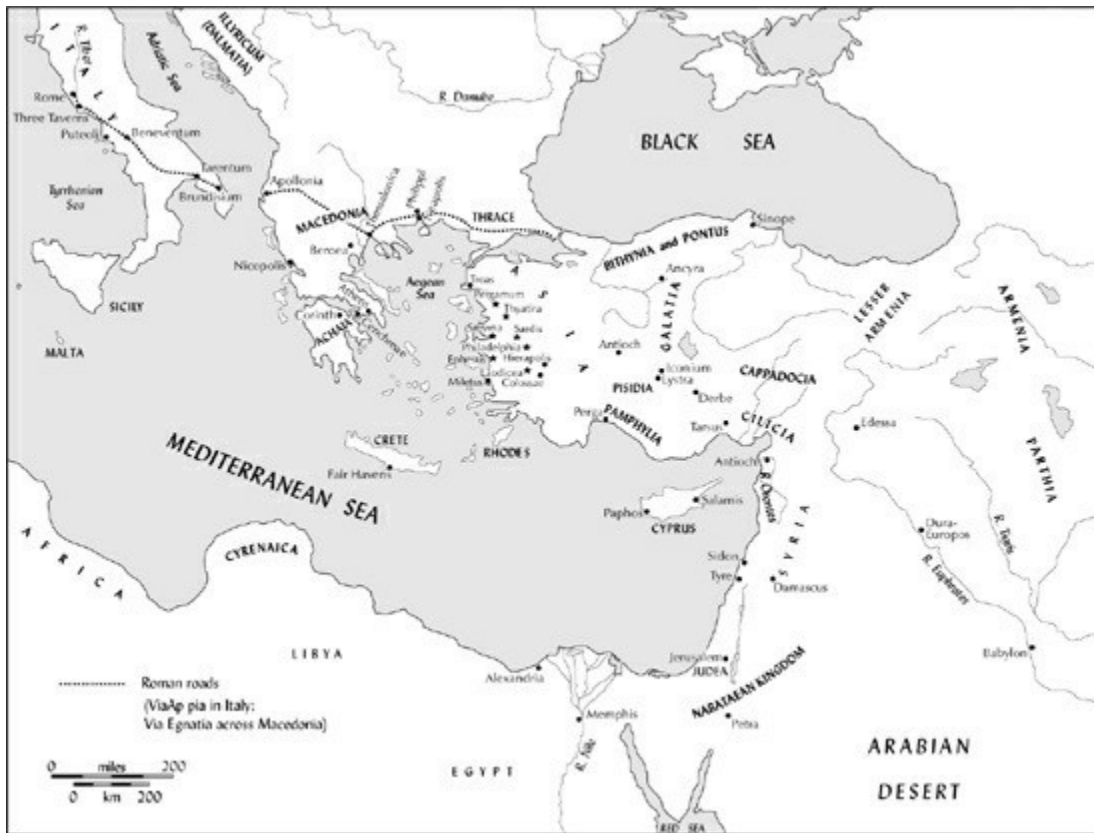 ITALY
R. Tiber
Adriatic Sea
ILLYRICUM
(DALMATIA)
R. Danube
BLACK SEA
Rome
Three Taverns
Puteoli
Beneventum
Tarentum
Brundisium
Tyrrhenian
Sea
Apollonia
MACEDONIA
Philippi
THRACE
Sinope
BITHYNIA and PONTUS
Beroea
Nicopolis
Aegean
Sea
Troas
ASIA
Ancyra
GALATIA
LESSER
ARMENIA
ARMENIA
Pergamum
Thyatira
SICILY
Corinth
Athens
ACHAIA
Cenchreae
Smyrna
Sardis
MALTA
Philadelphia
Ephesus
Hierapolis
Antioch
Laodicea
Colossae
Miletus
PISIDIA
Iconium
Lystra
CAPPADOCIA
Derbe
Perga
PAMPHYLIA
Tarsus
CILICIA
Edessa
PARTHIA
CRETE
RHODES
Fair Havens
Antioch
R. Orontes
MEDITERRANEAN SEA
Salamis
Paphos
CYPRUS
SYRIA
Dura-
Europos
R. Tigris
AFRICA
CYRENAICA
Sidon
Tyre
Damascus
R. Euphrates
LIBYA
Alexandria
Jerusalem
JUDEA
Babylon
NABATAEAN KINGDOM
Memphis
Petra
Roman roads
(ViaAp pia in Italy:
Via Egnatia across Macedonia)
0 miles 200
0 km 200
EGYPT
R. Nile
ARABIAN
DESERT
RED SEA